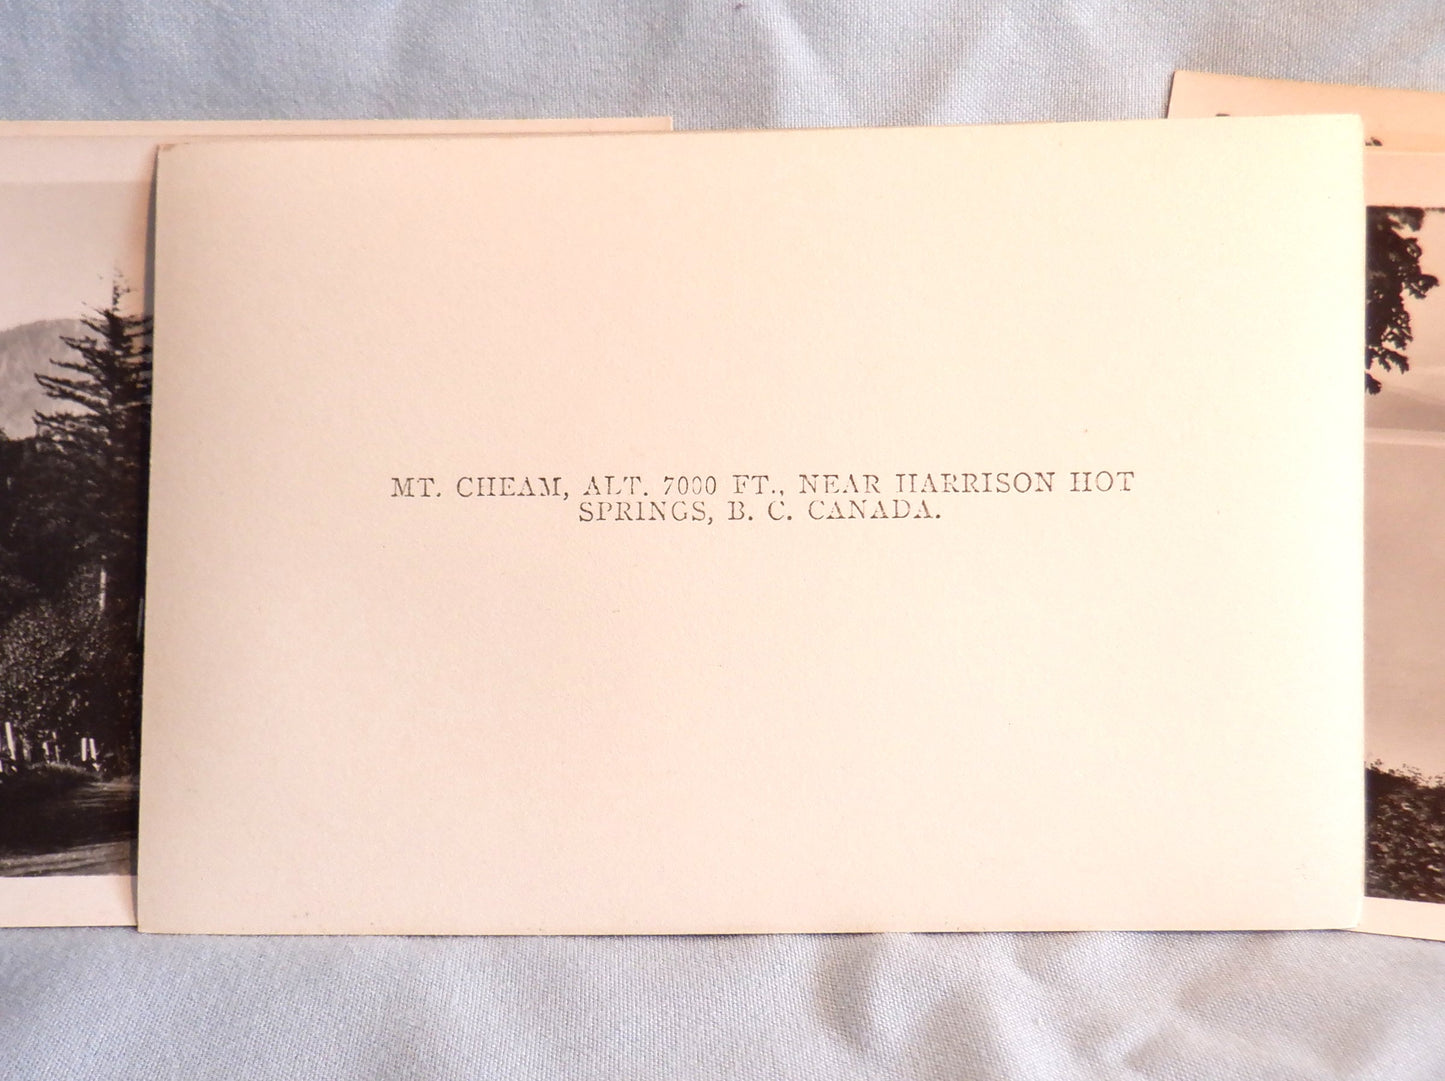 MT. CHEAM, ALT. 7000 FT., NEAR HARRISON HOT
SPRINGS, B. C. CANADA.